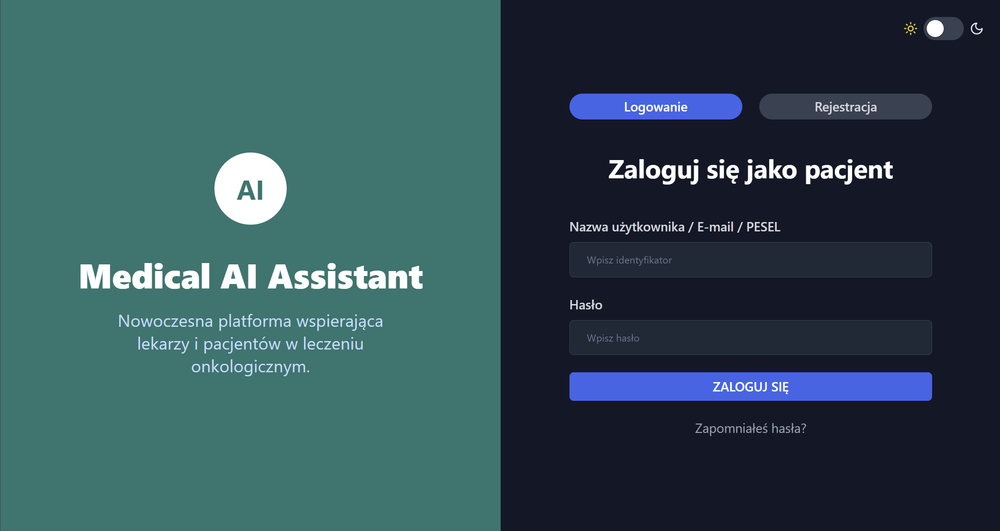 AI
Medical AI Assistant
Nowoczesna platforma wspierająca
lekarzy i pacjentów w leczeniu
onkologicznym.
Logowanie
Rejestracja
Zaloguj się jako pacjent
Nazwa użytkownika / E-mail / PESEL
Wpisz identyfikator
Hasło
Wpisz hasło
ZALOGUJ SIĘ
Zapomniałeś hasła?